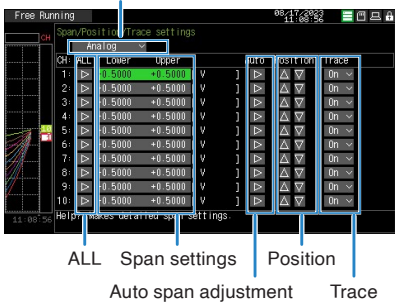 Free Running 08/17/2023 11:08:56
CH Span/Position/Trace settings
Analog
CH: ALL Lower Upper Auto Position Trace
1: +0.5000 V ] On
2: +0.5000 +0.5000 V ] On
3: +0.5000 +0.5000 V ] On
4: +0.5000 +0.5000 V ] On
5: +0.5000 +0.5000 V ] On
6: +0.5000 +0.5000 V ] On
7: +0.5000 +0.5000 V ] On
8: +0.5000 +0.5000 V ] On
9: +0.5000 +0.5000 V ] On
10: +0.5000 +0.5000 V ] On
11:08:56 Help: Makes detailed span settings.
ALL Span settings Position
Auto span adjustment Trace